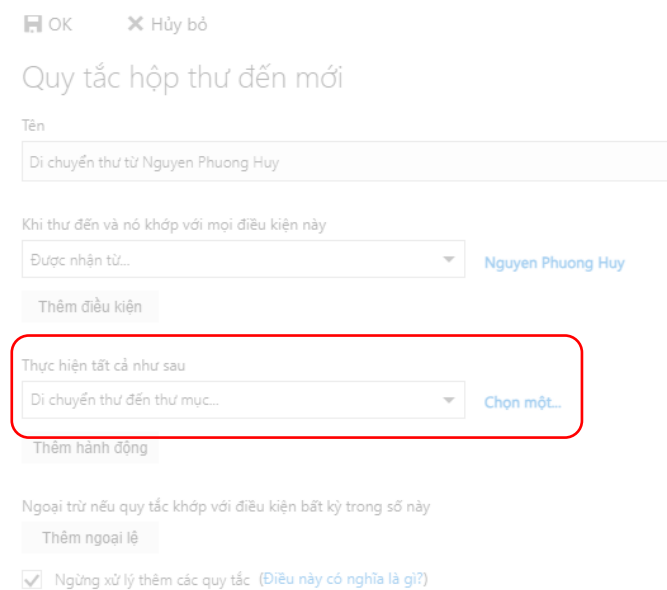 OK Hủy bỏ
Quy tắc hộp thư đến mới
Tên
Di chuyển thư từ Nguyen Phuong Huy
Khi thư đến và nó khớp với mọi điều kiện này
Được nhận từ... Nguyen Phuong Huy
Thêm điều kiện
Thực hiện tất cả như sau
Di chuyển thư đến thư mục... Chọn một...
Thêm hành động
Ngoại trừ nếu quy tắc khớp với điều kiện bất kỳ trong số này
Thêm ngoại lệ
Ngừng xử lý thêm các quy tắc (Điều này có nghĩa là gì?)